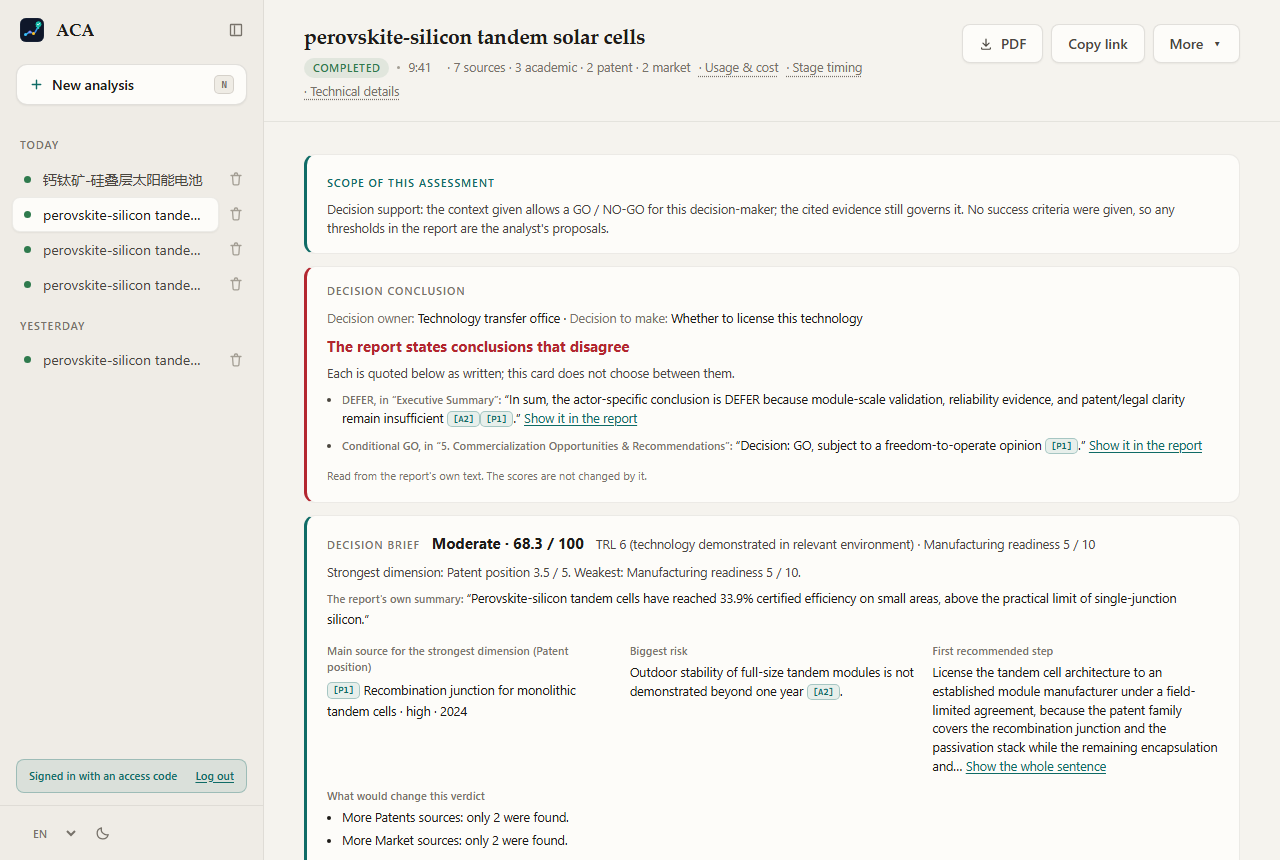 ACA
New analysis
N
TODAY
钙钛矿-硅叠层太阳能电池
perovskite-silicon tande...
perovskite-silicon tande...
perovskite-silicon tande...
YESTERDAY
perovskite-silicon tande...
Signed in with an access code Log out
EN
perovskite-silicon tandem solar cells
COMPLETED • 9:41 · 7 sources · 3 academic · 2 patent · 2 market · Usage & cost · Stage timing
· Technical details
PDF
Copy link
More
SCOPE OF THIS ASSESSMENT
Decision support: the context given allows a GO / NO-GO for this decision-maker; the cited evidence still governs it. No success criteria were given, so any
thresholds in the report are the analyst's proposals.
DECISION CONCLUSION
Decision owner: Technology transfer office · Decision to make: Whether to license this technology
The report states conclusions that disagree
Each is quoted below as written; this card does not choose between them.
• DEFER, in “Executive Summary”: “In sum, the actor-specific conclusion is DEFER because module-scale validation, reliability evidence, and patent/legal clarity
remain insufficient [A2] [P1].” Show it in the report
• Conditional GO, in “5. Commercialization Opportunities & Recommendations”: “Decision: GO, subject to a freedom-to-operate opinion [P1].” Show it in the report
Read from the report's own text. The scores are not changed by it.
DECISION BRIEF Moderate · 68.3 / 100 TRL 6 (technology demonstrated in relevant environment) · Manufacturing readiness 5 / 10
Strongest dimension: Patent position 3.5 / 5. Weakest: Manufacturing readiness 5 / 10.
The report's own summary: “Perovskite-silicon tandem cells have reached 33.9% certified efficiency on small areas, above the practical limit of single-junction
silicon.”
Main source for the strongest dimension (Patent
position)
[P1] Recombination junction for monolithic
tandem cells · high · 2024
Biggest risk
Outdoor stability of full-size tandem modules is not
demonstrated beyond one year [A2].
First recommended step
License the tandem cell architecture to an
established module manufacturer under a field-
limited agreement, because the patent family
covers the recombination junction and the
passivation stack while the remaining encapsulation
and... Show the whole sentence
What would change this verdict
• More Patents sources: only 2 were found.
• More Market sources: only 2 were found.